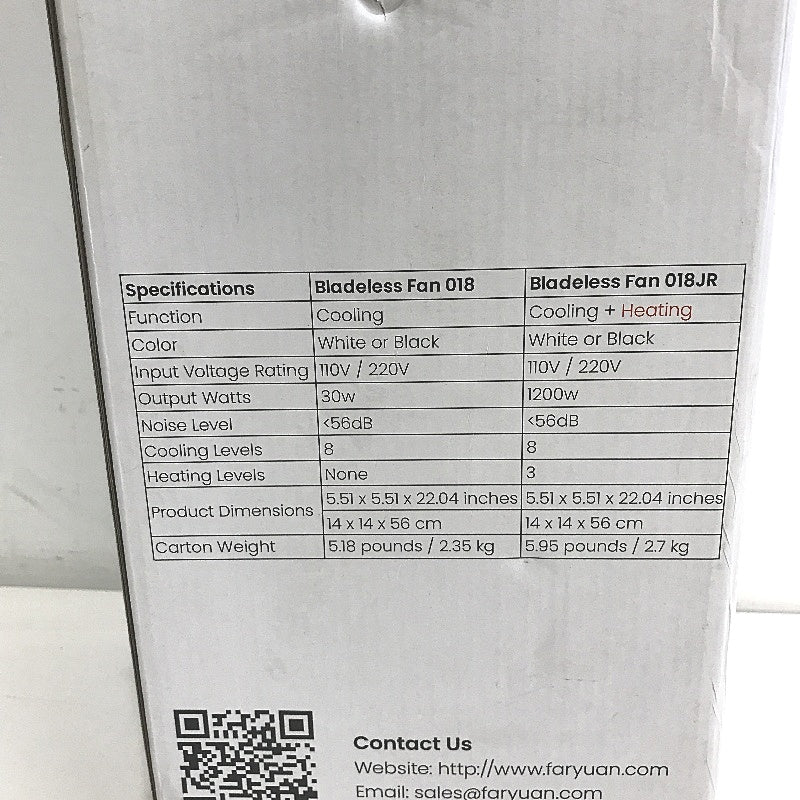 Specifications Bladeless Fan 018 Bladeless Fan 018JR
Function Cooling Cooling + Heating
Color White or Black White or Black
Input Voltage Rating 110V / 220V 110V / 220V
Output Watts 30w 1200w
Noise Level <56dB <56dB
Cooling Levels 8 8
Heating Levels None 3
Product Dimensions 5.51 x 5.51 x 22.04 inches 5.51 x 5.51 x 22.04 inches
14 x 14 x 56 cm 14 x 14 x 56 cm
Carton Weight 5.18 pounds / 2.35 kg 5.95 pounds / 2.7 kg
Contact Us
Website: http://www.faryuan.com
Email: sales@faryuan.com